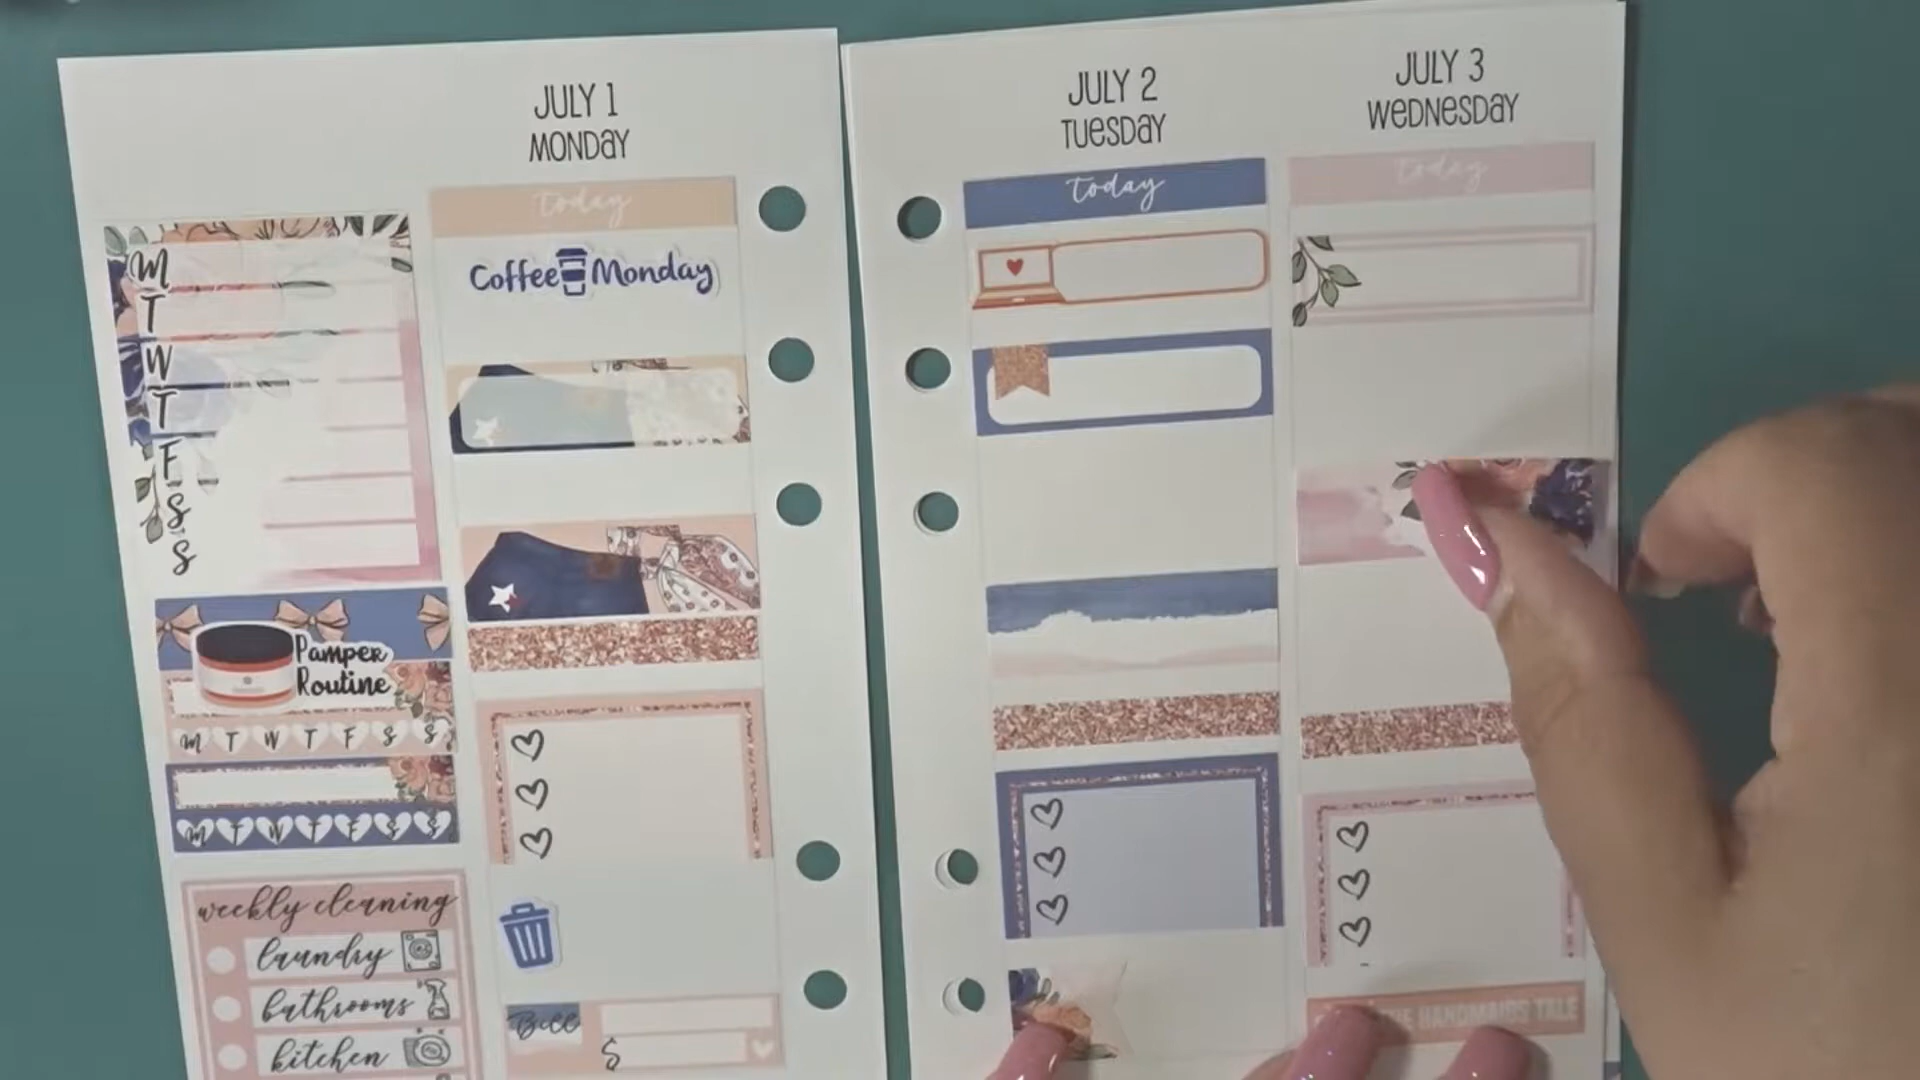 JULY 1
MONDAY
today
Coffee Monday
M
T
W
T
F
S
S
Pamper
Routine
M T W T F S S
M T W T F S S
weekly cleaning
laundry
bathrooms
kitchen
Bill
$
JULY 2
TUESDAY
today
JULY 3
WEDNESDAY
today
HANDMAIDS TALE